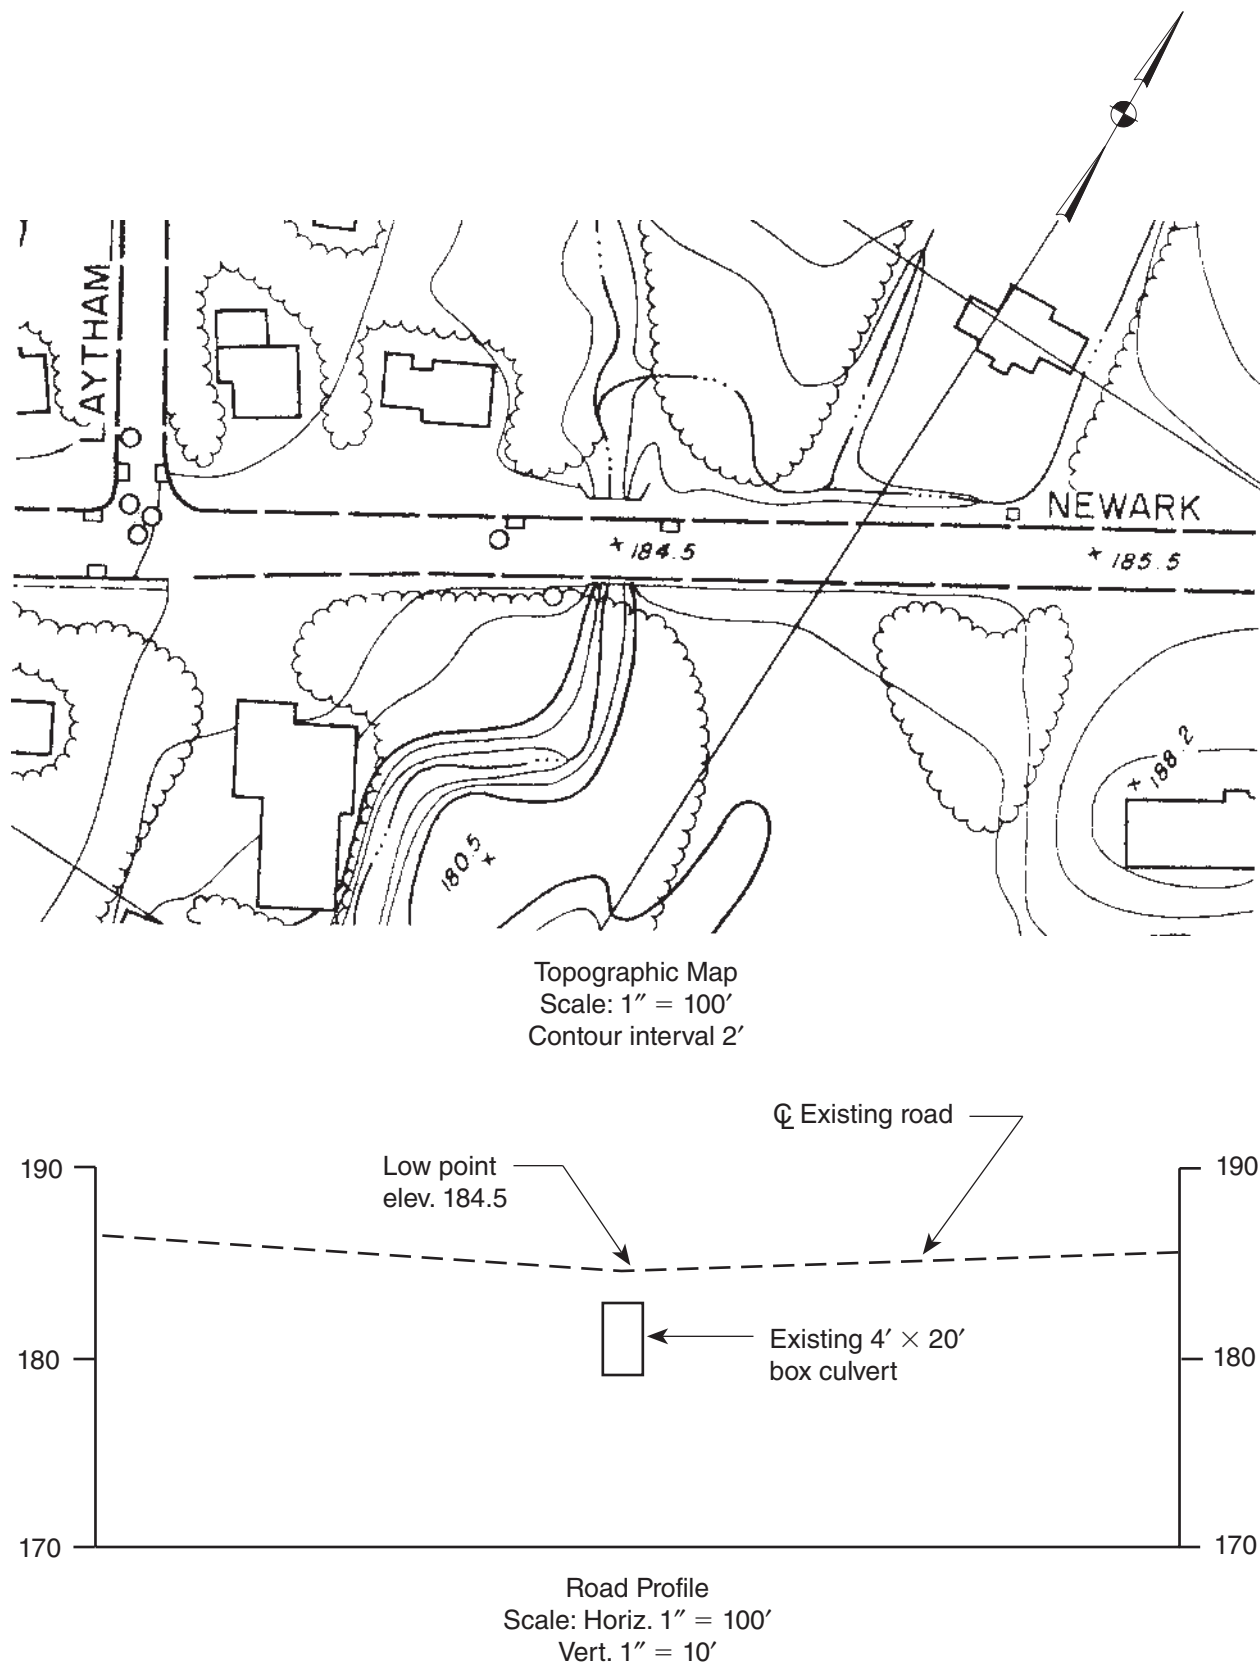 LAYTHAM
NEWARK
184.5
185.5
188.2
180.5
Topographic Map
Scale: 1″ = 100′
Contour interval 2′
℄ Existing road
Low point
elev. 184.5
190
190
Existing 4′ × 20′
box culvert
180
180
170
170
Road Profile
Scale: Horiz. 1″ = 100′
Vert. 1″ = 10′